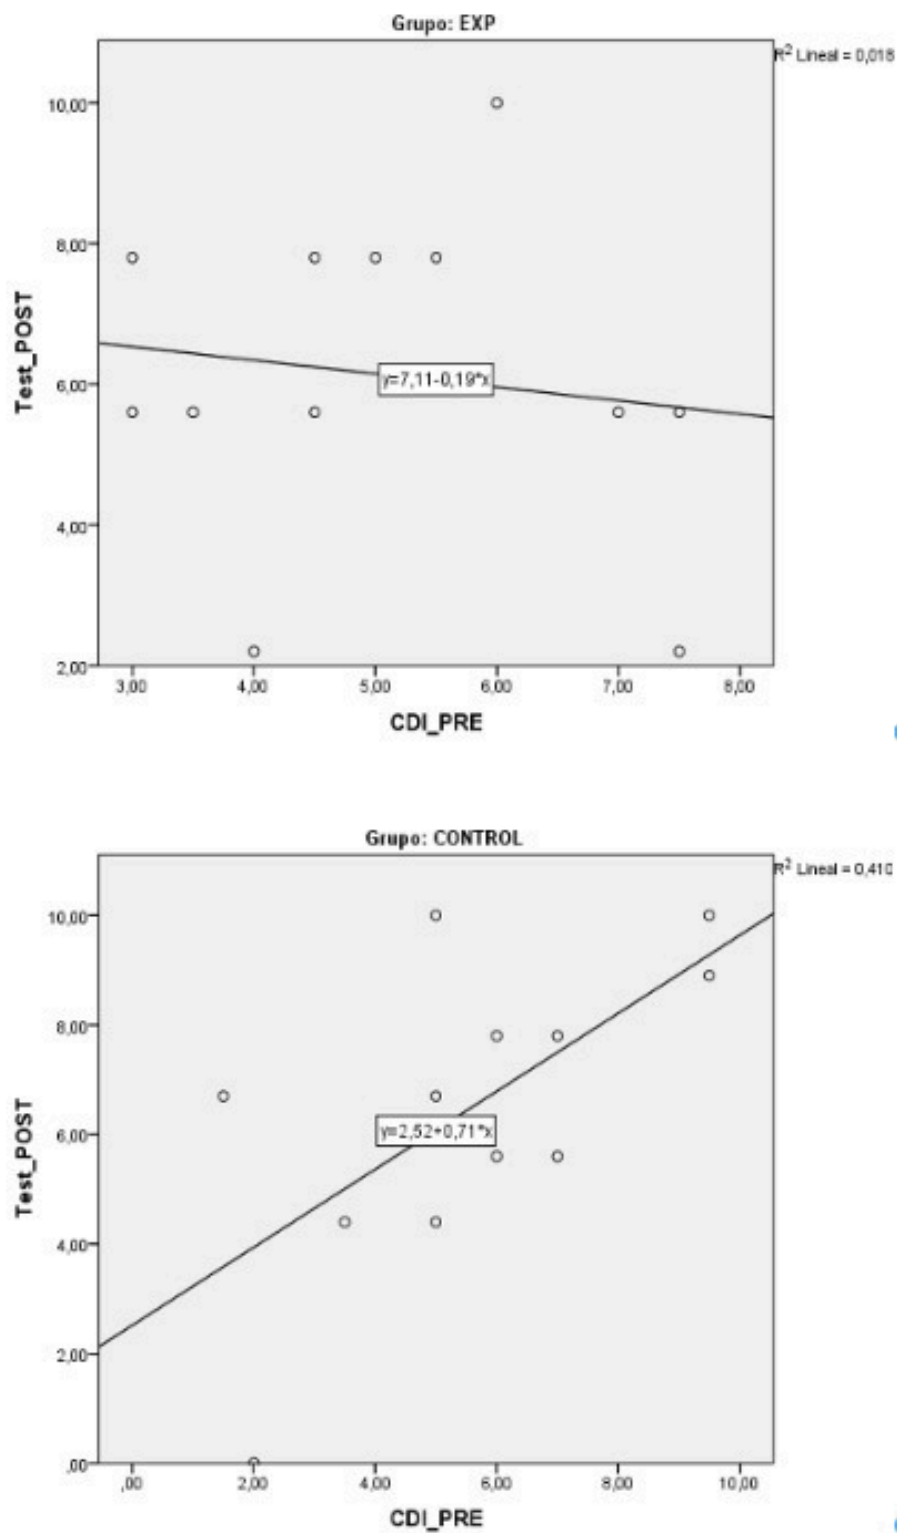 Grupo: EXP
R² Lineal = 0,018
10,00
8,00
6,00
4,00
2,00
Test_POST
y=7,11-0,19*x
3,00 4,00 5,00 6,00 7,00 8,00
CDI_PRE
Grupo: CONTROL
R² Lineal = 0,410
10,00
8,00
6,00
4,00
2,00
,00
Test_POST
y=2,52+0,71*x
,00 2,00 4,00 6,00 8,00 10,00
CDI_PRE